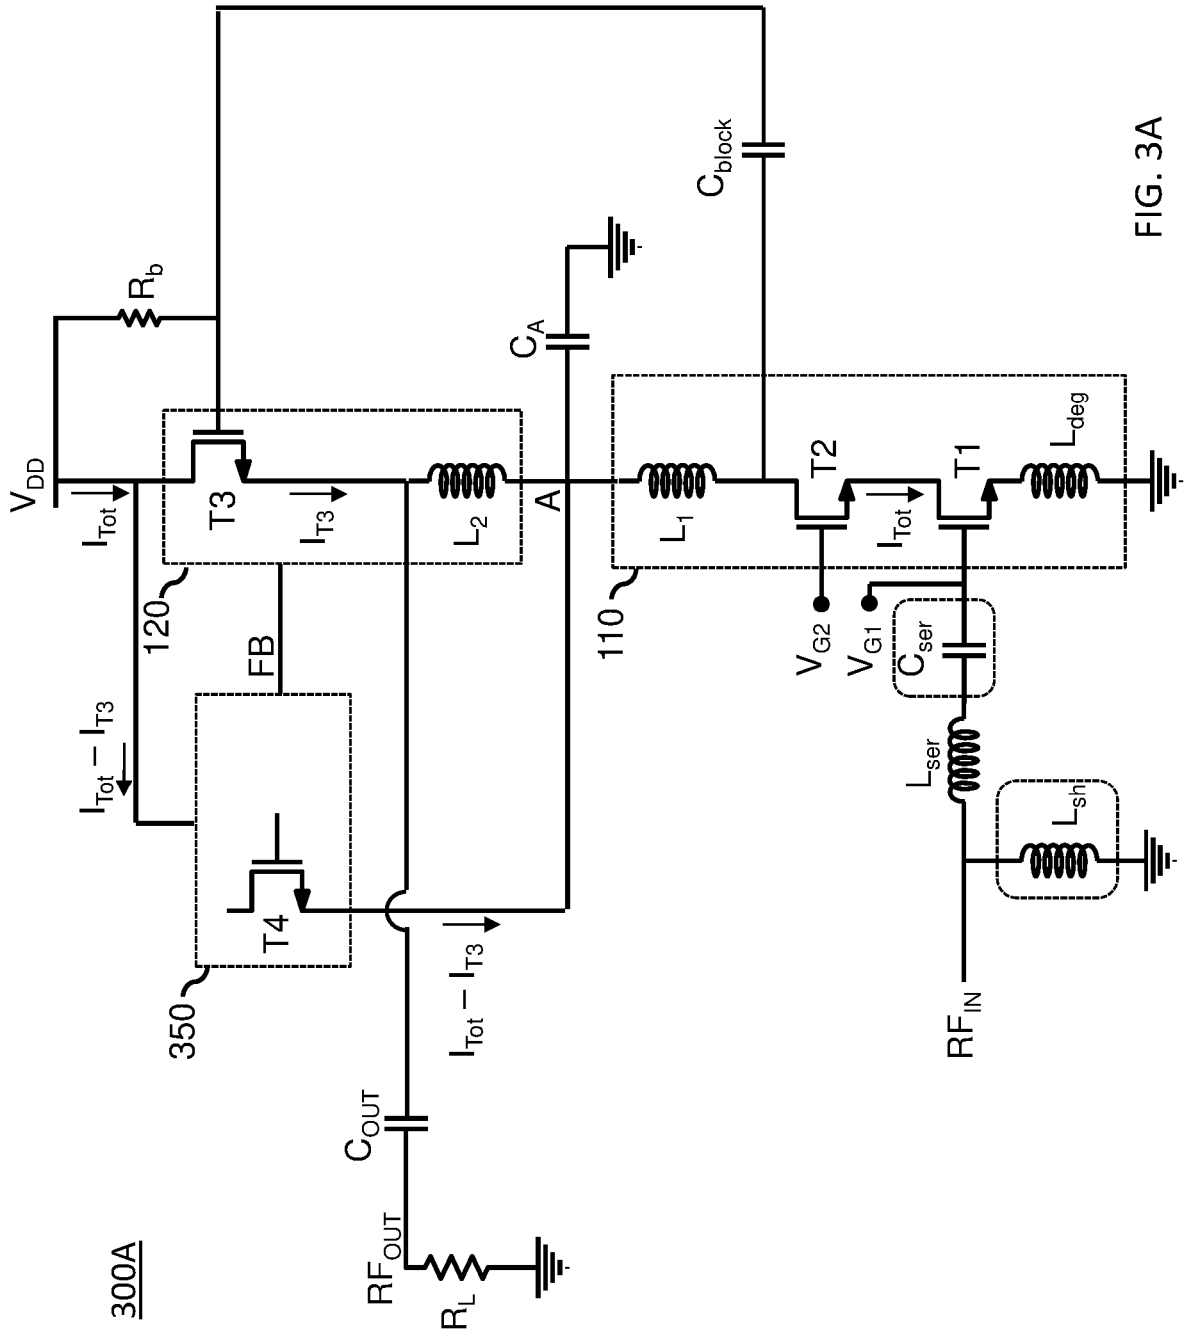 300A
V_DD
I_Tot
R_b
120
T3
I_T3
L_2
I_Tot – I_T3
FB
350
T4
I_Tot – I_T3
C_OUT
RF_OUT
R_L
A
C_A
C_block
110
L_1
T2
V_G2
I_Tot
V_G1
T1
L_deg
C_ser
L_ser
L_sh
RF_IN
FIG. 3A